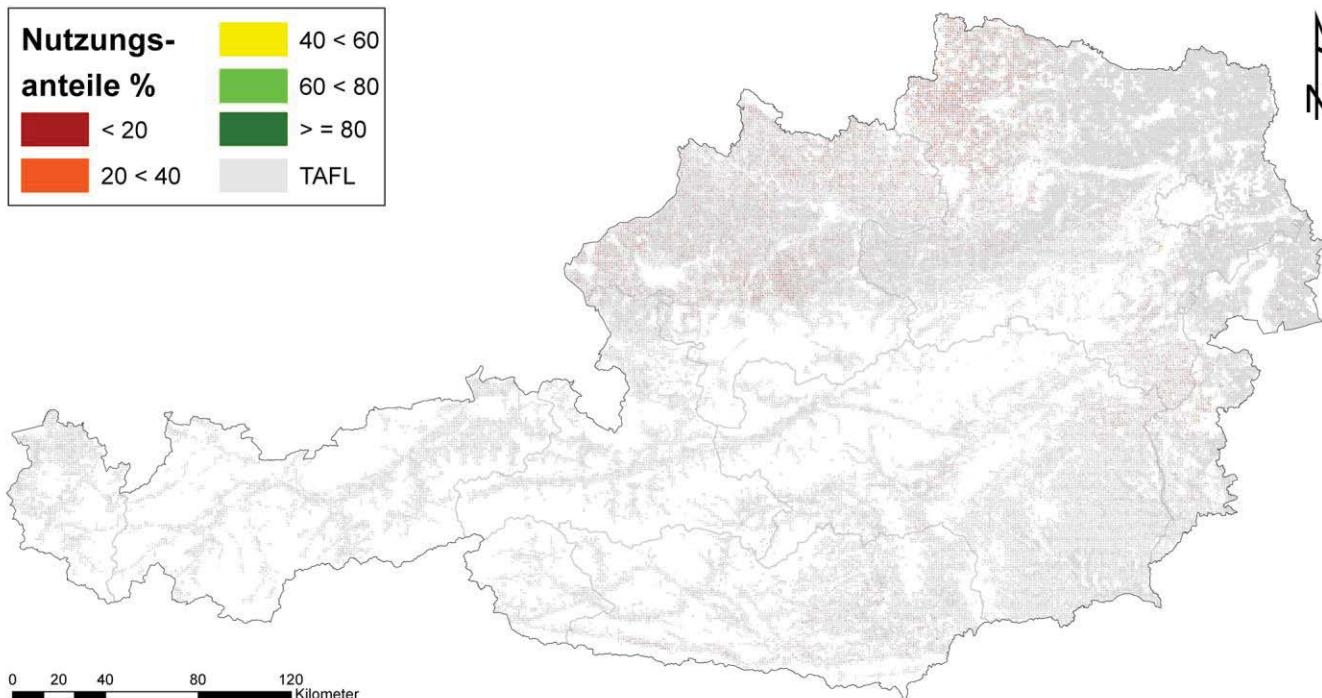 Nutzungs-
anteile %
< 20
20 < 40
40 < 60
60 < 80
> = 80
TAFL
N
0 20 40 80 120
Kilometer